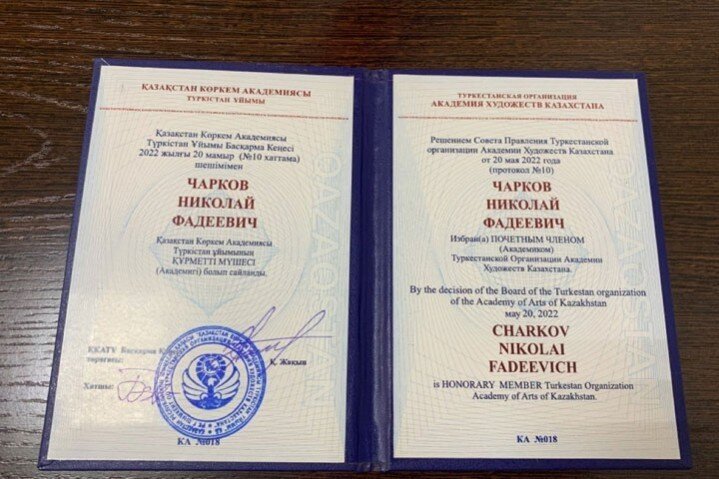 ҚАЗАҚСТАН КӨРКЕМ АКАДЕМИЯСЫ
ТҮРКІСТАН ҰЙЫМЫ
Қазақстан Көркем Академиясы
Түркістан Ұйымы Басқарма Кеңесі
2022 жылғы 20 мамыр (№10 хаттама)
шешімімен
ЧАРКОВ
НИКОЛАЙ
ФАДЕЕВИЧ
Қазақстан Көркем Академиясы
Түркістан ұйымының
ҚҰРМЕТТІ МҮШЕСІ
(Академигі) болып сайланды.
ҚКАТҰ Басқарма
төрағасы:
Қ. Жақып
Хатшы:
КА №018
ТУРКЕСТАНСКАЯ ОРГАНИЗАЦИЯ
АКАДЕМИЯ ХУДОЖЕСТВ КАЗАХСТАНА
Решением Совета Правления Туркестанской
организации Академии Художеств Казахстана
от 20 мая 2022 года
(протокол №10)
ЧАРКОВ
НИКОЛАЙ
ФАДЕЕВИЧ
Избран(а) ПОЧЕТНЫМ ЧЛЕНОМ
(Академиком)
Туркестанской Организации Академии
Художеств Казахстана.
By the decision of the Board of the Turkestan organization
of the Academy of Arts of Kazakhstan
мау 20, 2022
CHARKOV
NIKOLAI
FADEEVICH
is HONORARY MEMBER Turkestan Organization
Academy of Arts of Kazakhstan.
КА №018